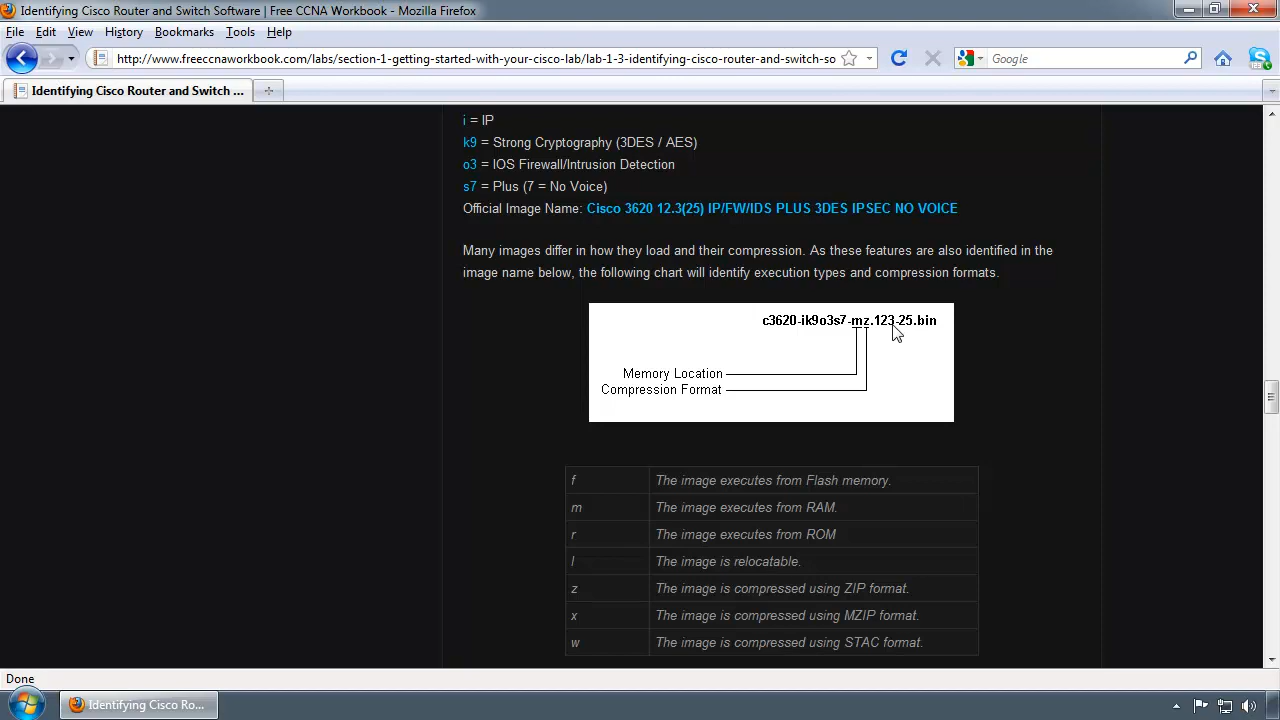 Identifying Cisco Router and Switch Software | Free CCNA Workbook - Mozilla Firefox
File Edit View History Bookmarks Tools Help
http://www.freeccnaworkbook.com/labs/section-1-getting-started-with-your-cisco-lab/lab-1-3-identifying-cisco-router-and-switch-so
Google
Identifying Cisco Router and Switch ...
i = IP
k9 = Strong Cryptography (3DES / AES)
o3 = IOS Firewall/Intrusion Detection
s7 = Plus (7 = No Voice)
Official Image Name: Cisco 3620 12.3(25) IP/FW/IDS PLUS 3DES IPSEC NO VOICE
Many images differ in how they load and their compression. As these features are also identified in the
image name below, the following chart will identify execution types and compression formats.
c3620-ik9o3s7-mz.123-25.bin
Memory Location
Compression Format
f The image executes from Flash memory.
m The image executes from RAM.
r The image executes from ROM
l The image is relocatable.
z The image is compressed using ZIP format.
x The image is compressed using MZIP format.
w The image is compressed using STAC format.
Done
Identifying Cisco Ro...